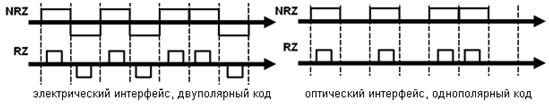 NRZ
RZ
электрический интерфейс, двуполярный код
NRZ
RZ
оптический интерфейс, однополярный код